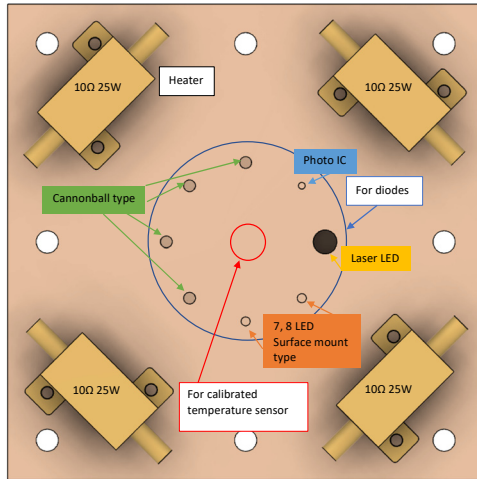 10Ω 25W
Heater
10Ω 25W
Photo IC
Cannonball type
For diodes
Laser LED
7, 8 LED
Surface mount
type
10Ω 25W
For calibrated
temperature sensor
10Ω 25W